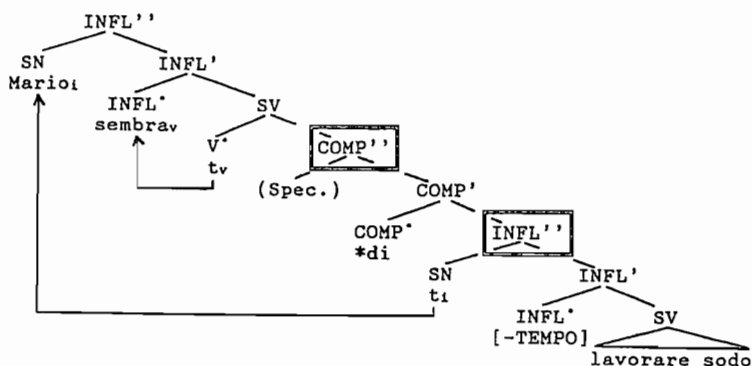 INFL''
SN INFL'
Marioi
INFL° SV
sembrav
V° COMP''
tv
(Spec.) COMP'
COMP° INFL''
*di
SN INFL'
ti
INFL° SV
[-TEMPO]
lavorare sodo